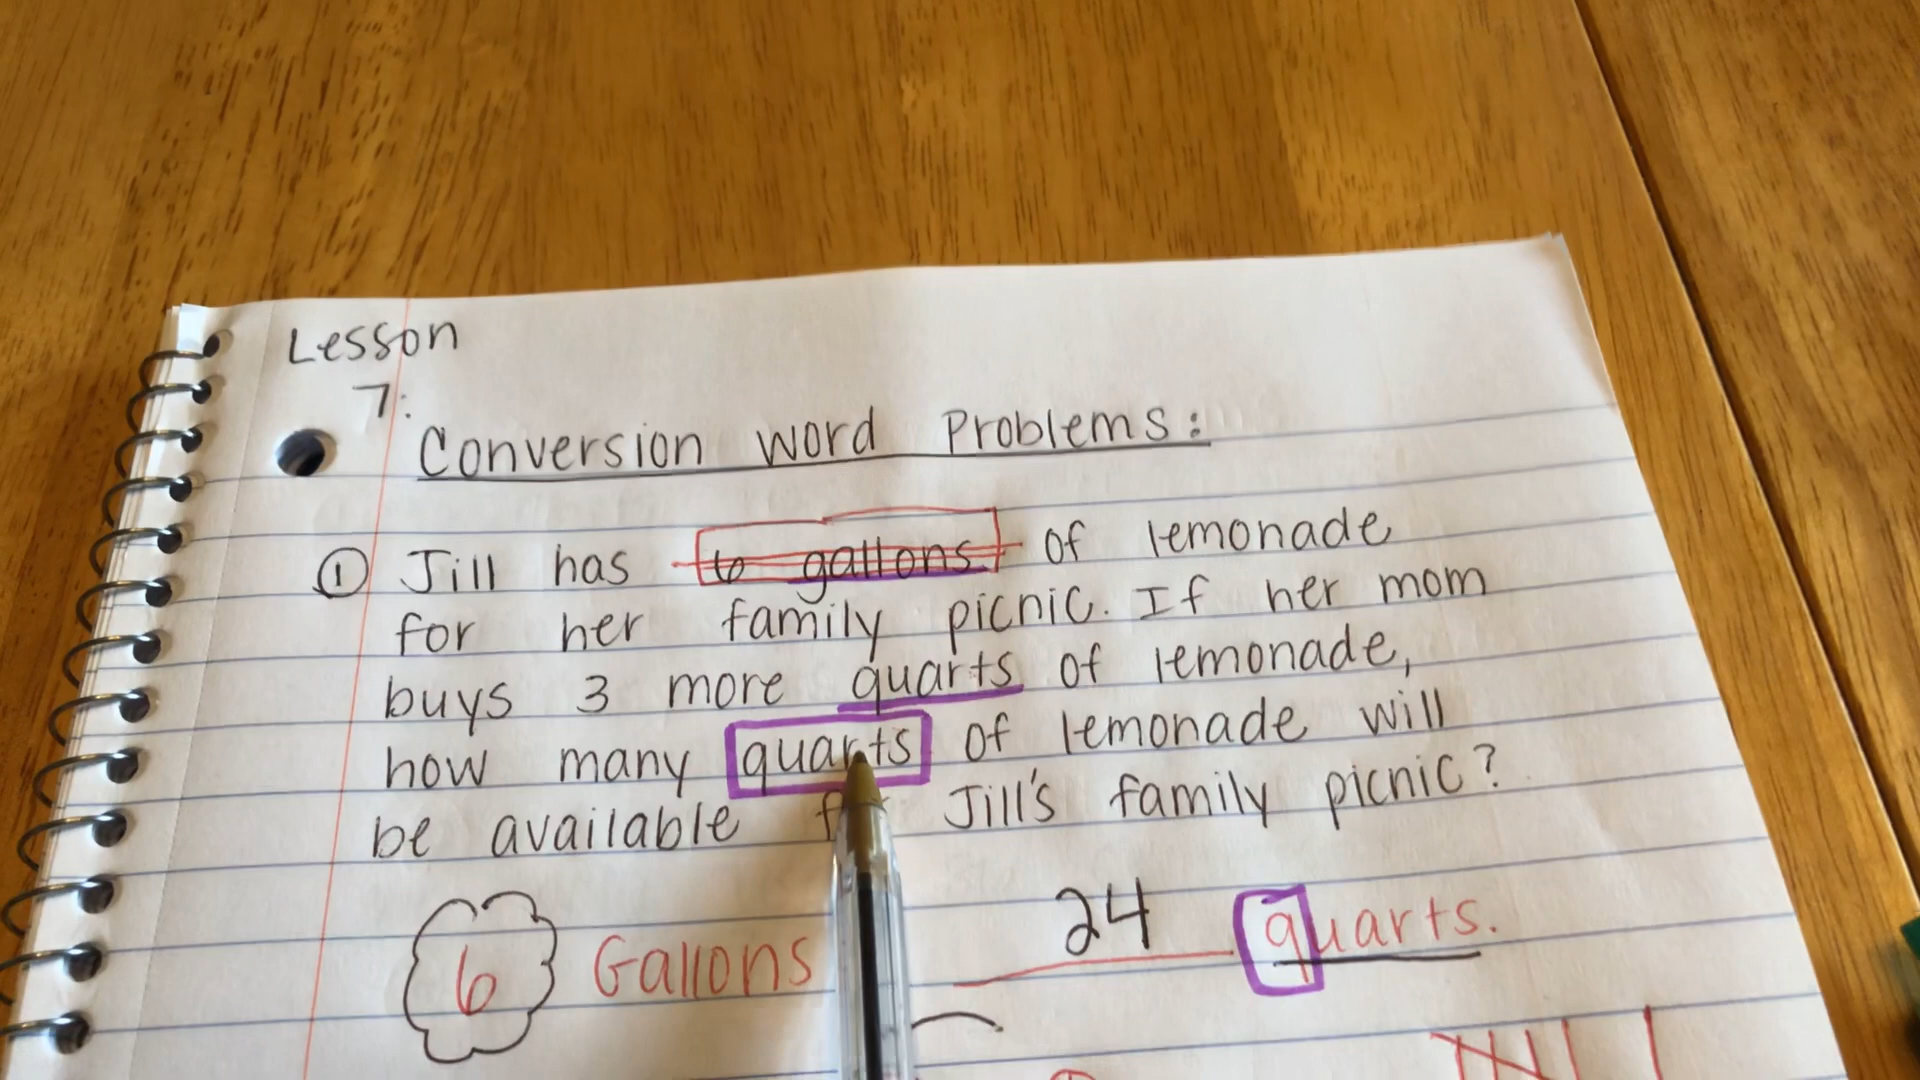 Lesson
7:
Conversion word Problems:
① Jill has 6 gallons of lemonade
for her family picnic. If her mom
buys 3 more quarts of lemonade,
how many quarts of lemonade will
be available Jill's family picnic?
6 Gallons 24 quarts.